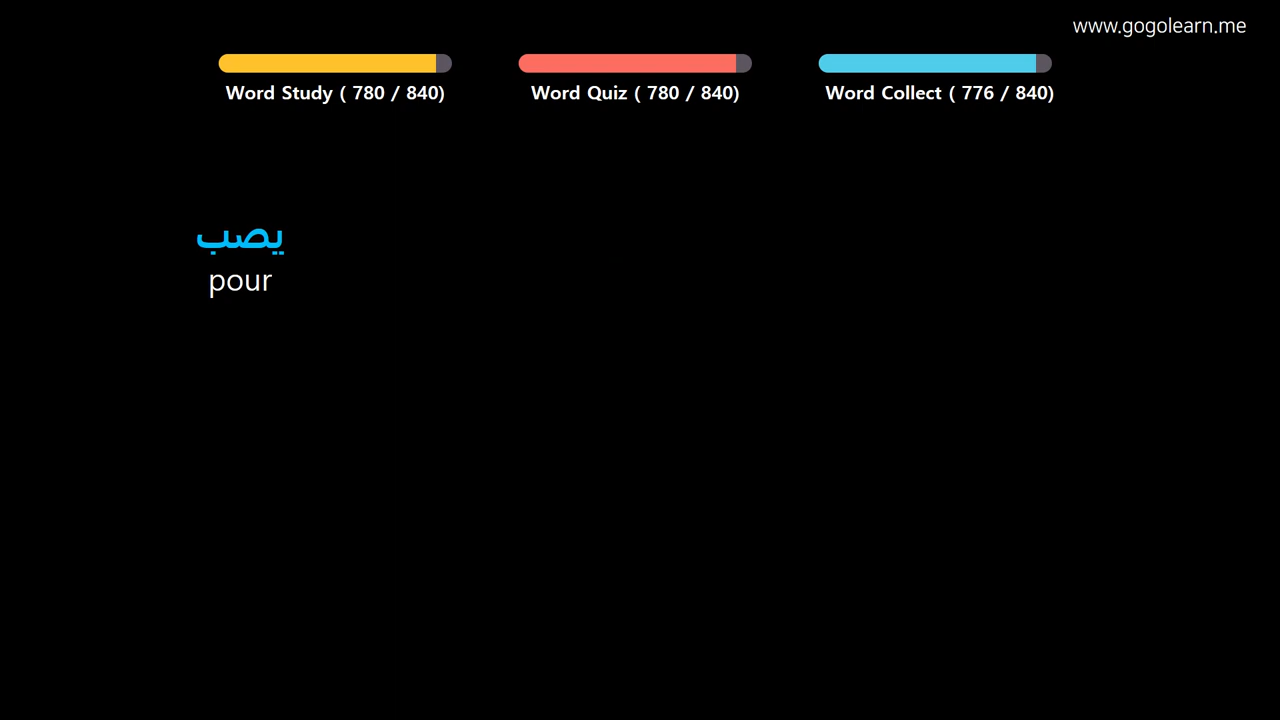 www.gogolearn.me
Word Study ( 780 / 840)
Word Quiz ( 780 / 840)
Word Collect ( 776 / 840)
يصب
pour